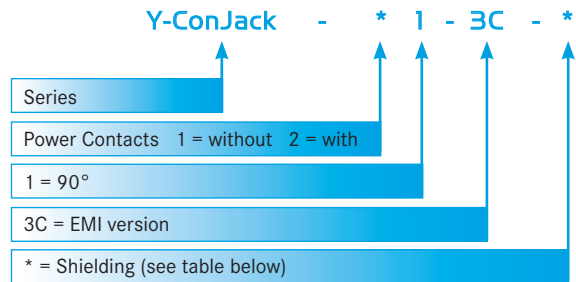 Y-ConJack - * 1 - 3C - *
Series
Power Contacts 1 = without 2 = with
1 = 90°
3C = EMI version
* = Shielding (see table below)